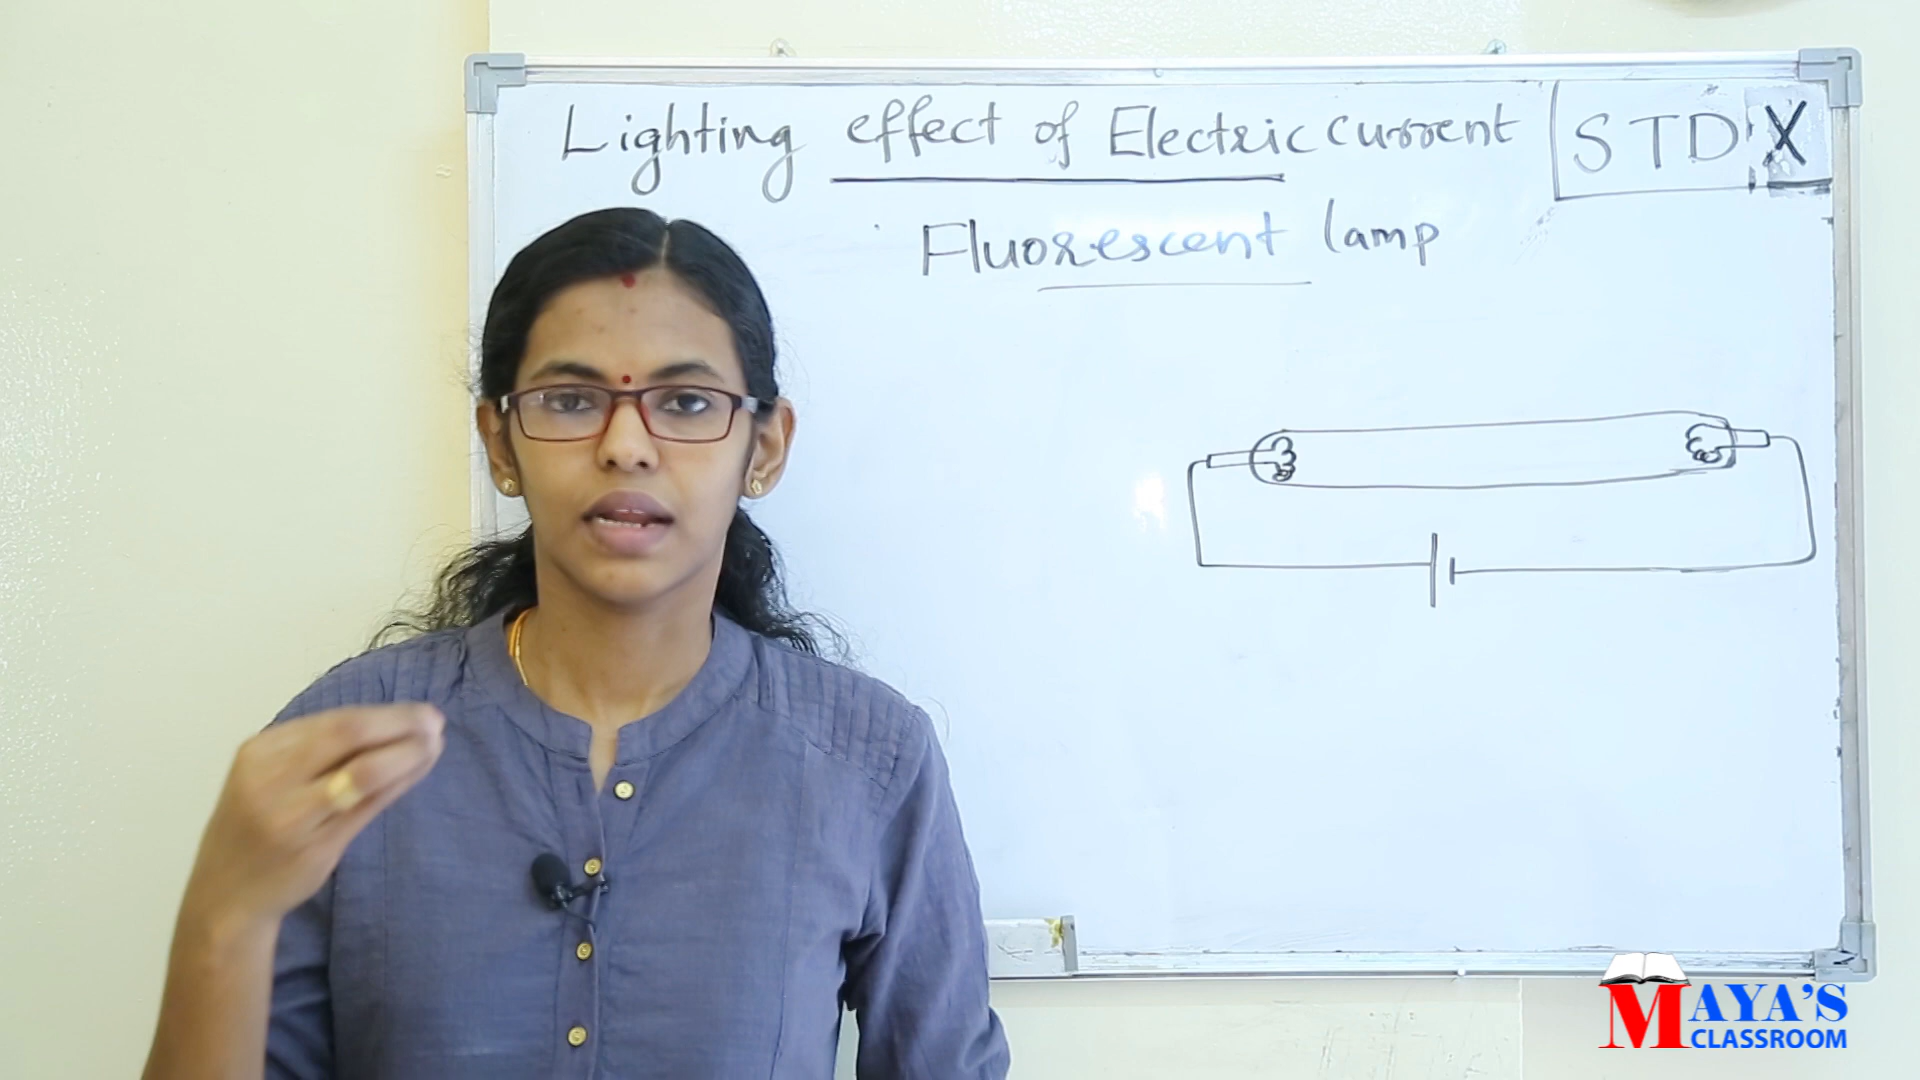 Lighting effect of Electric current
STD X
Fluorescent lamp
MAYA'S
CLASSROOM